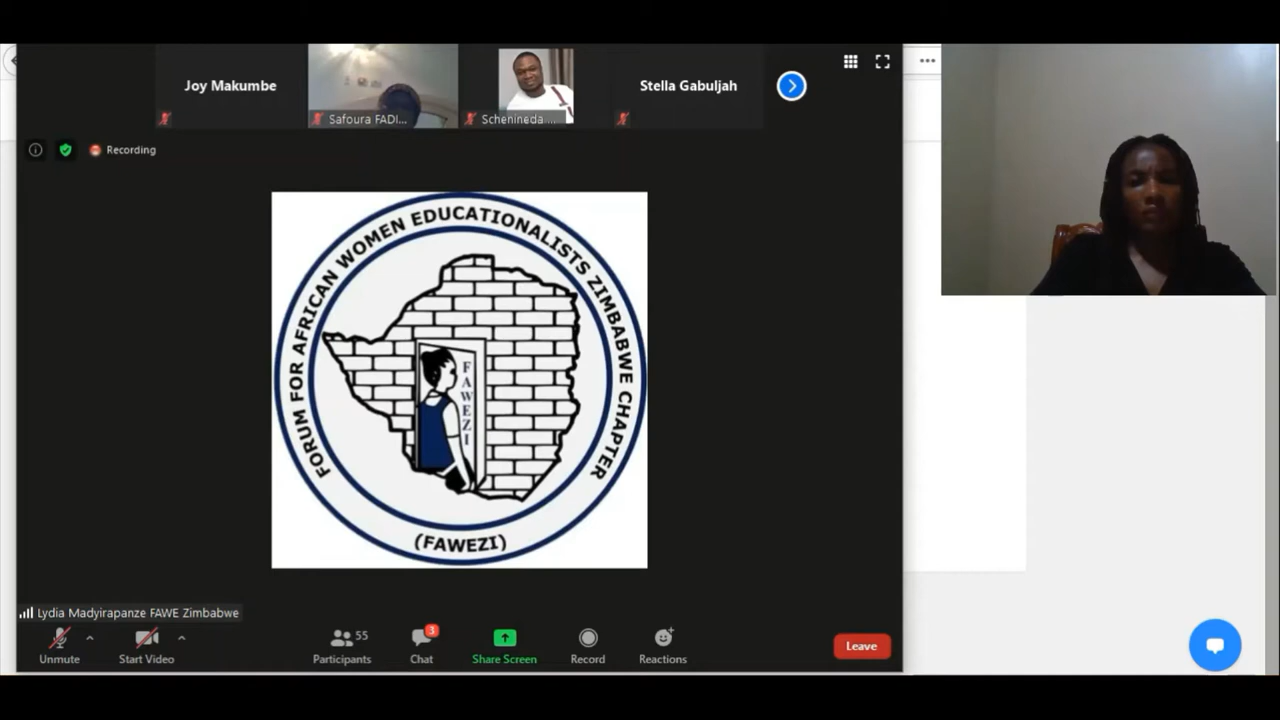 Joy Makumbe
Safoura FADI...
Schenineda ...
Stella Gabuljah
Recording
FORUM FOR AFRICAN WOMEN EDUCATIONALISTS ZIMBABWE CHAPTER
FAWEZI
(FAWEZI)
Lydia Madyirapanze FAWE Zimbabwe
55
3
Unmute
Start Video
Participants
Chat
Share Screen
Record
Reactions
Leave